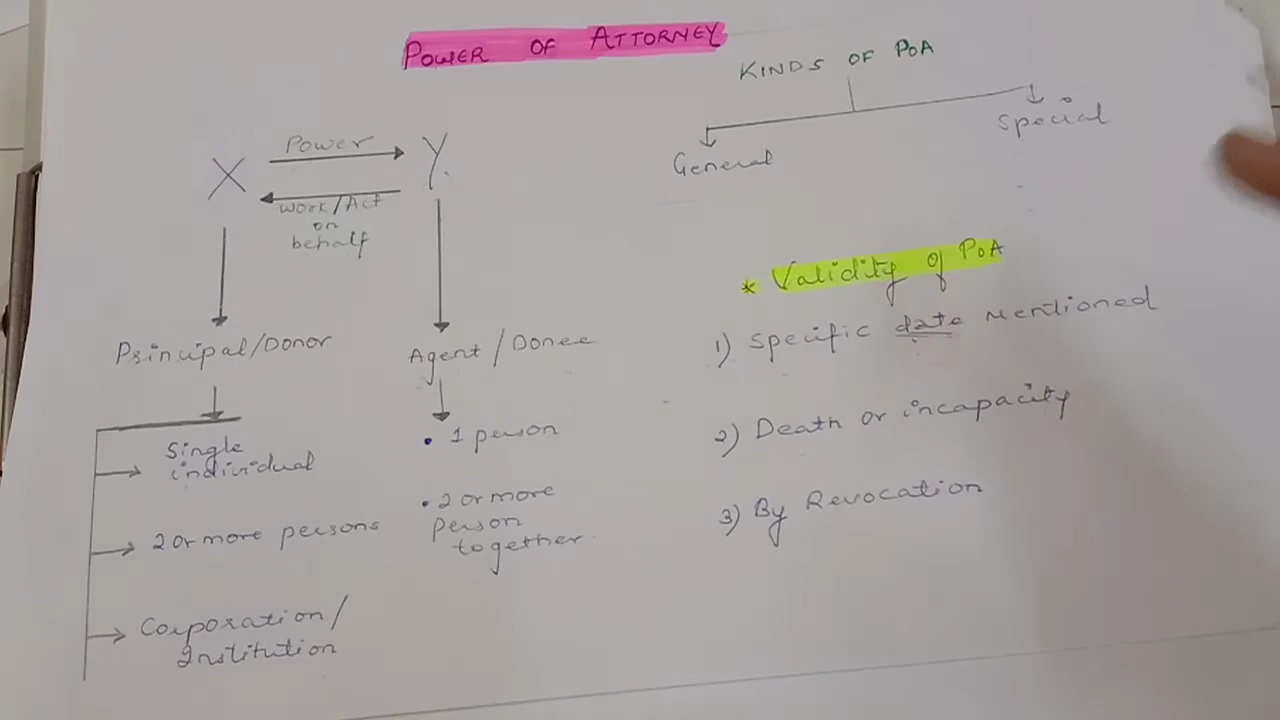 POWER OF ATTORNEY
X
Power
Y
Work/Act
on
behalf
Principal/Donor
Agent/Donee
Single
individual
2 or more persons
Corporation/
Institution
• 1 person
• 2 or more
person
together
KINDS OF PoA
General
Special
* Validity of PoA
1) Specific date mentioned
2) Death or incapacity
3) By Revocation